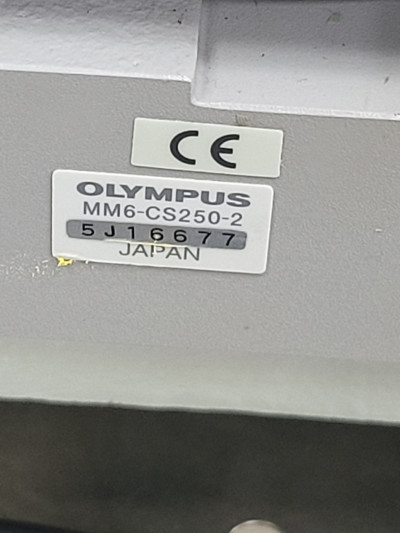 CE
OLYMPUS
MM6-CS250-2
5J16677
JAPAN